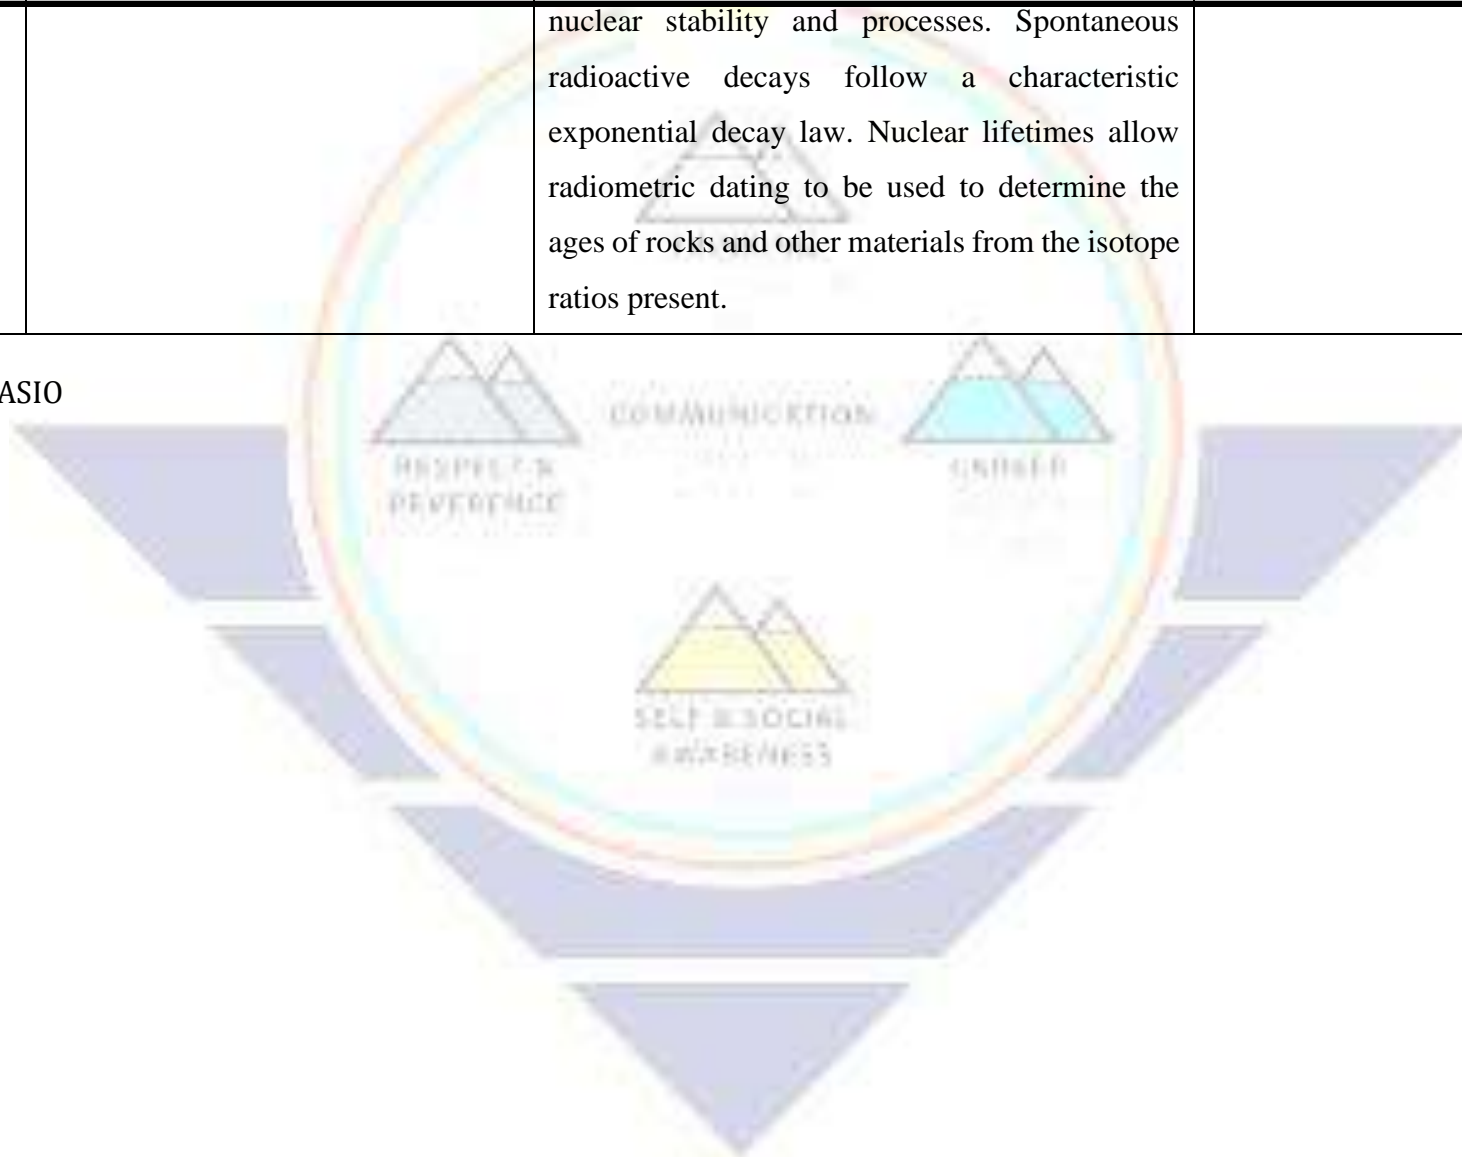 nuclear stability and processes. Spontaneous
radioactive decays follow a characteristic
exponential decay law. Nuclear lifetimes allow
radiometric dating to be used to determine the
ages of rocks and other materials from the isotope
ratios present.
ASIO
COMMUNICATION
RESPECT &
REVERENCE
SELF & SOCIAL
AWARENESS